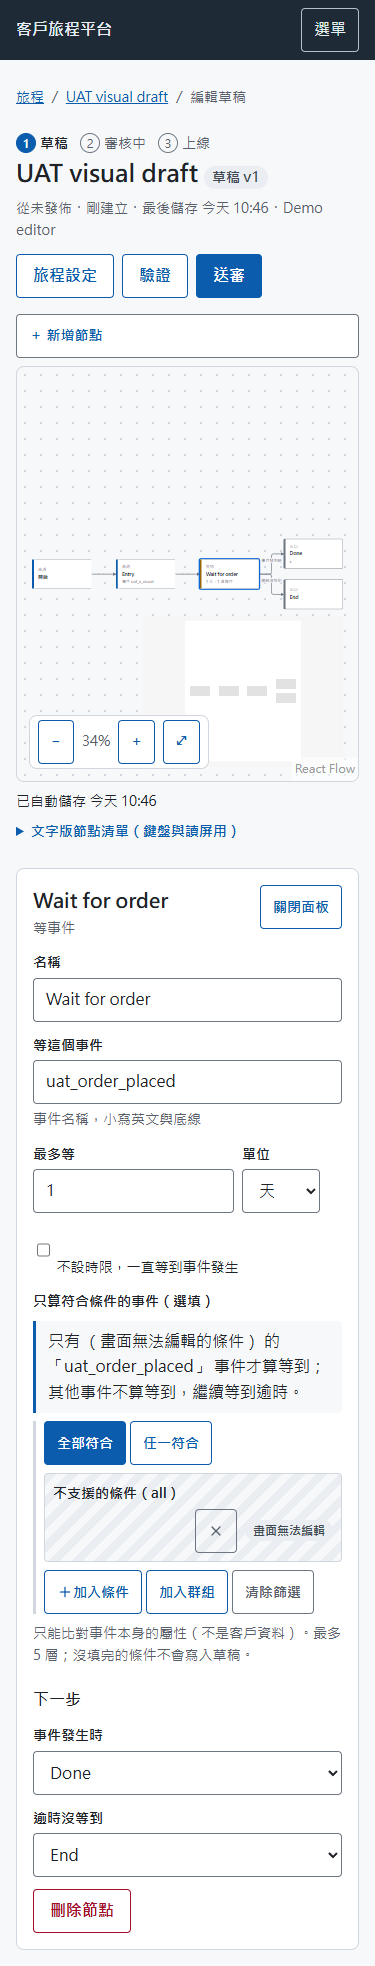 客戶旅程平台
選單
旅程 / UAT visual draft / 編輯草稿
1 草稿 2 審核中 3 上線
UAT visual draft 草稿 v1
從未發佈 · 剛建立 · 最後儲存 今天 10:46 · Demo
editor
旅程設定 驗證 送審
+ 新增節點
開始
Entry
Wait for order
Done
End
− 34% + ⤢
React Flow
已自動儲存 今天 10:46
▶ 文字版節點清單（鍵盤與讀屏用）
Wait for order
關閉面板
等事件
名稱
Wait for order
等這個事件
uat_order_placed
事件名稱，小寫英文與底線
最多等 單位
1 天
不設時限，一直等到事件發生
只算符合條件的事件（選填）
只有 （畫面無法編輯的條件） 的
「uat_order_placed」 事件才算等到；
其他事件不算等到，繼續等到逾時。
全部符合 任一符合
不支援的條件（all）
× 畫面無法編輯
＋加入條件 加入群組 清除篩選
只能比對事件本身的屬性（不是客戶資料）。最多
5 層；沒填完的條件不會寫入草稿。
下一步
事件發生時
Done
逾時沒等到
End
刪除節點